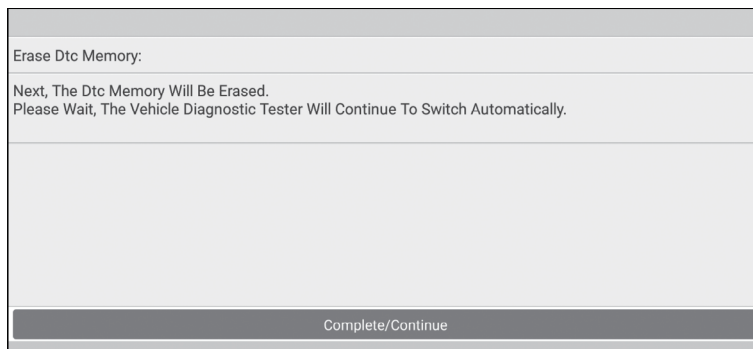 Erase Dtc Memory:
Next, The Dtc Memory Will Be Erased.
Please Wait, The Vehicle Diagnostic Tester Will Continue To Switch Automatically.
Complete/Continue